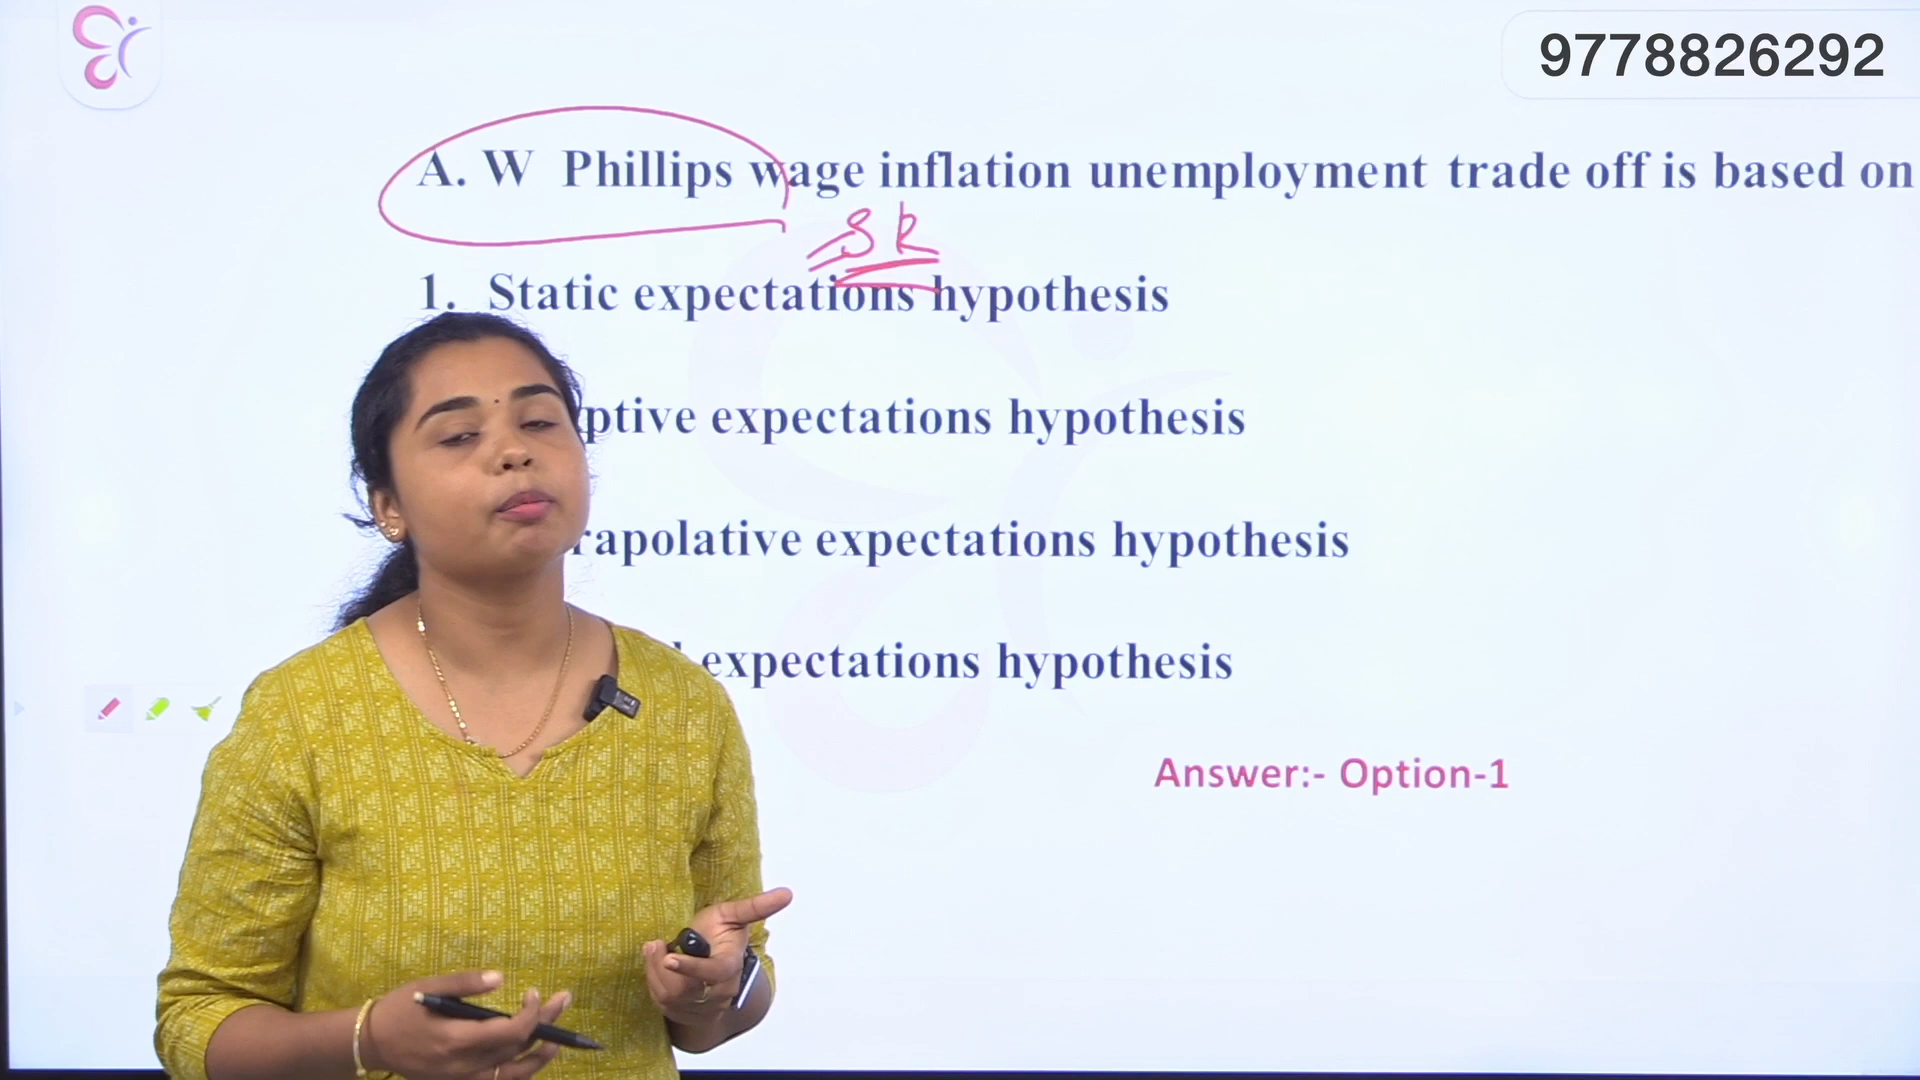 9778826292
A. W Phillips wage inflation unemployment trade off is based on
SR
1. Static expectations hypothesis
ptive expectations hypothesis
rapolative expectations hypothesis
expectations hypothesis
Answer:- Option-1